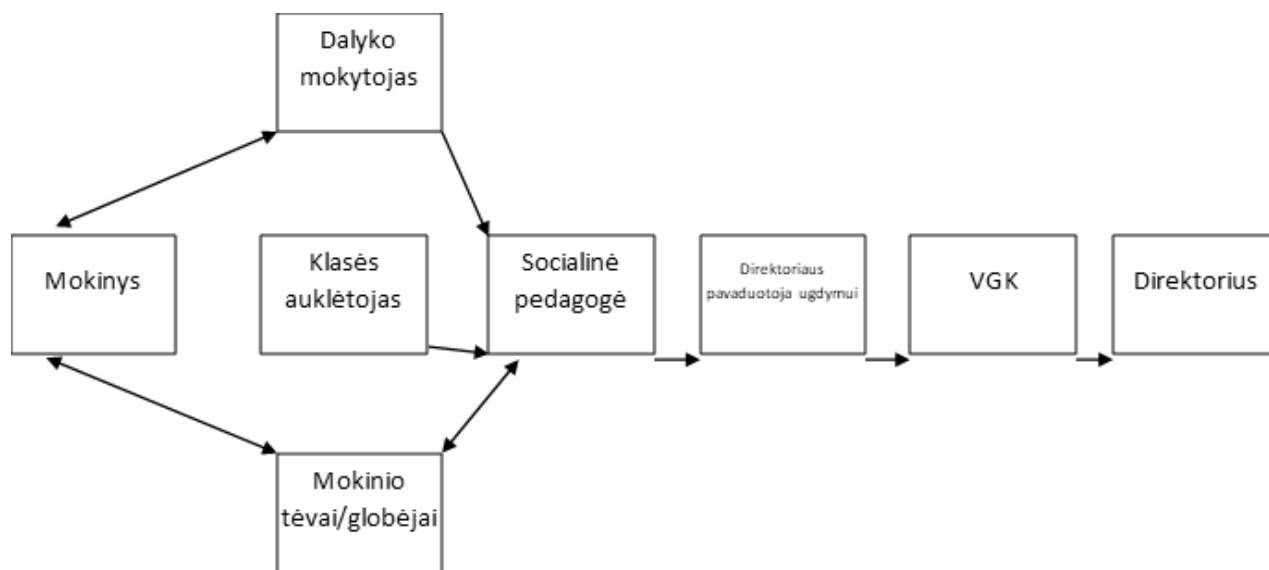 Dalyko
mokytojas
Mokinys
Klasės
auklėtojas
Socialinė
pedagogė
Direktoriaus
pavaduotoja ugdymui
VGK
Direktorius
Mokinio
tėvai/globėjai